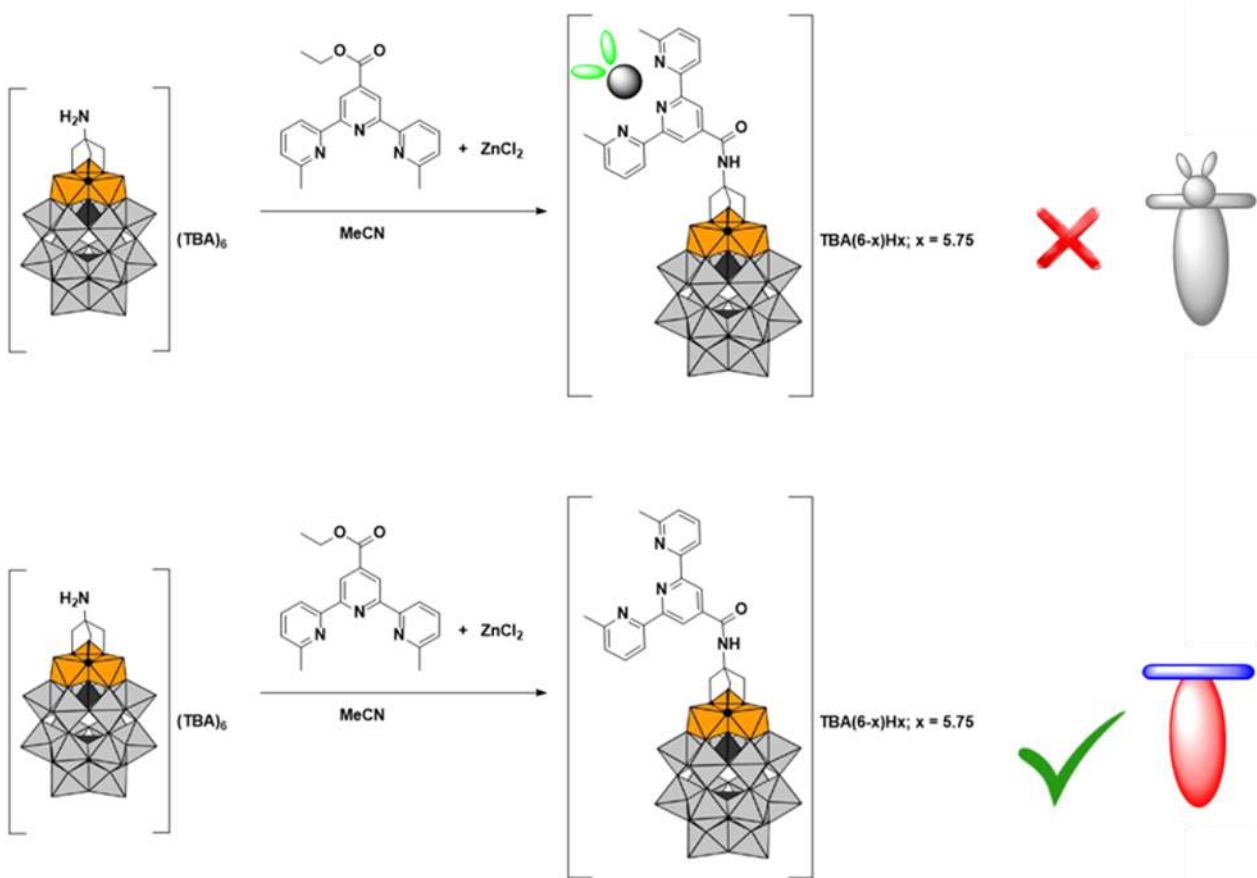 O
O
H₂N
N
N
N
+ ZnCl₂
MeCN
(TBA)₆
N
N
N
O
NH
TBA(6-x)Hx; x = 5.75
O
O
H₂N
N
N
N
+ ZnCl₂
MeCN
(TBA)₆
N
N
N
O
NH
TBA(6-x)Hx; x = 5.75